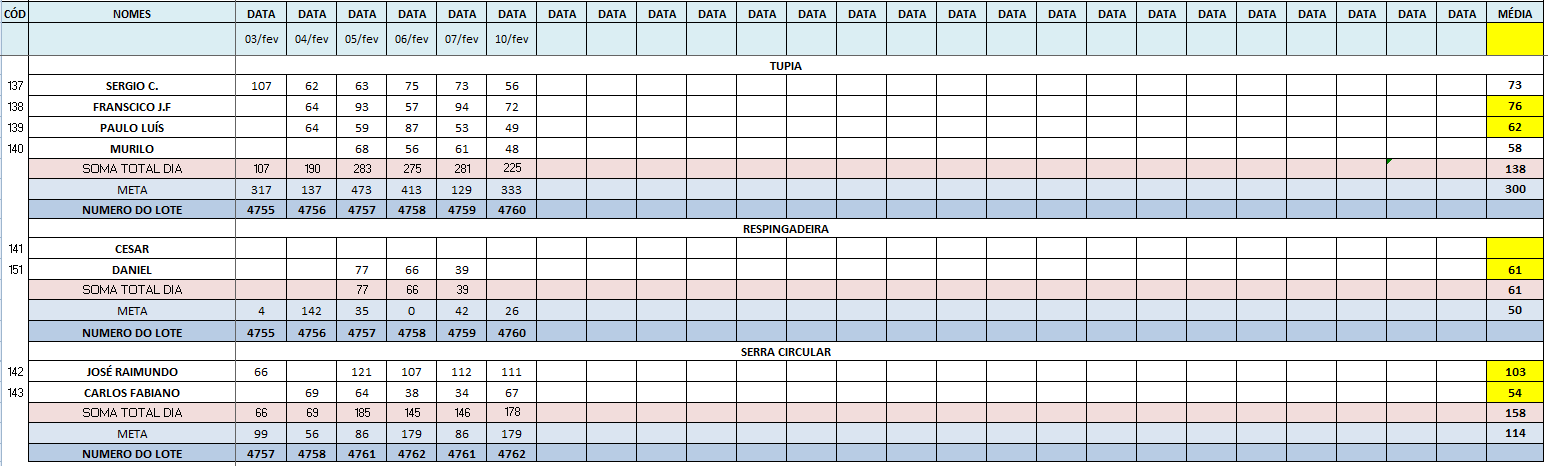 CÓD NOMES DATA DATA DATA DATA DATA DATA DATA DATA DATA DATA DATA DATA DATA DATA DATA DATA DATA DATA DATA DATA DATA DATA DATA DATA DATA MÉDIA
03/fev 04/fev 05/fev 06/fev 07/fev 10/fev
TUPIA
137 SERGIO C. 107 62 63 75 73 56 73
138 FRANSCICO J.F 64 93 57 94 72 76
139 PAULO LUÍS 64 59 87 53 49 62
140 MURILO 68 56 61 48 58
SOMA TOTAL DIA 107 190 283 275 281 225 138
META 317 137 473 413 129 333 300
NUMERO DO LOTE 4755 4756 4757 4758 4759 4760
RESPINGADEIRA
141 CESAR
151 DANIEL 77 66 39 61
SOMA TOTAL DIA 77 66 39 61
META 4 142 35 0 42 26 50
NUMERO DO LOTE 4755 4756 4757 4758 4759 4760
SERRA CIRCULAR
142 JOSÉ RAIMUNDO 66 121 107 112 111 103
143 CARLOS FABIANO 69 64 38 34 67 54
SOMA TOTAL DIA 66 69 185 145 146 178 158
META 99 56 86 179 86 179 114
NUMERO DO LOTE 4757 4758 4761 4762 4761 4762